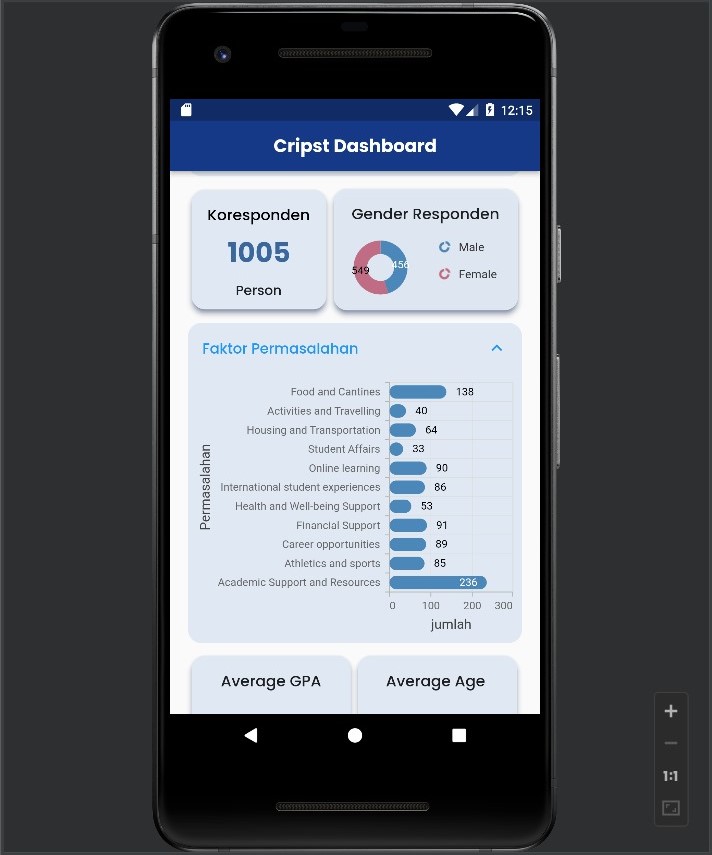 12:15
Cripst Dashboard
Koresponden
1005
Person
Gender Responden
549
456
Male
Female
Faktor Permasalahan
Permasalahan
Food and Cantines 138
Activities and Travelling 40
Housing and Transportation 64
Student Affairs 33
Online learning 90
International student experiences 86
Health and Well-being Support 53
Financial Support 91
Career opportunities 89
Athletics and sports 85
Academic Support and Resources 236
0 100 200 300
jumlah
Average GPA
Average Age
1:1